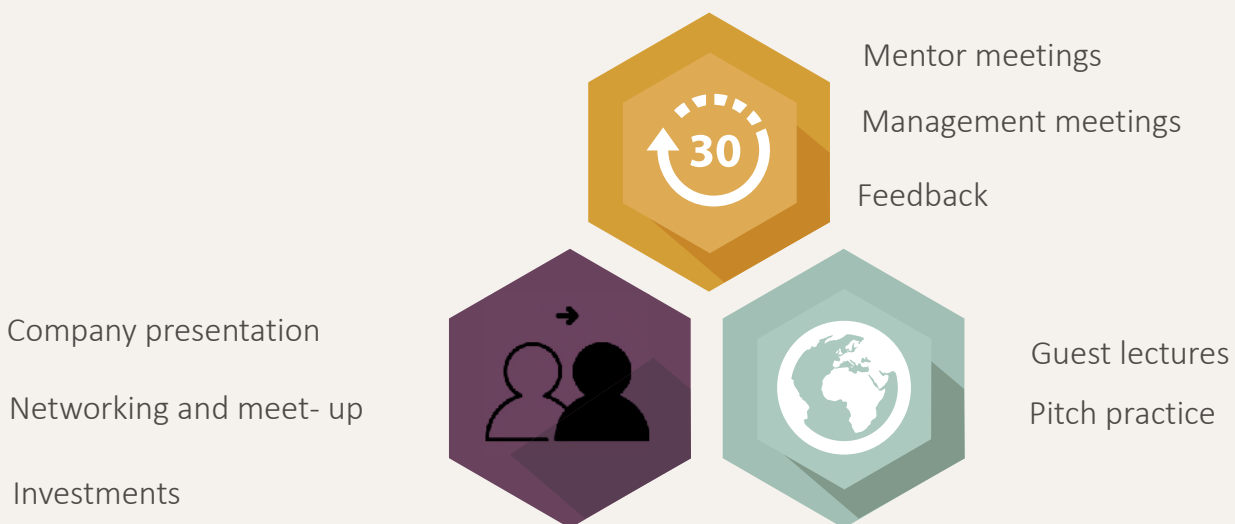 Mentor meetings
Management meetings
30
Feedback
Company presentation
Guest lectures
Networking and meet- up
Pitch practice
Investments